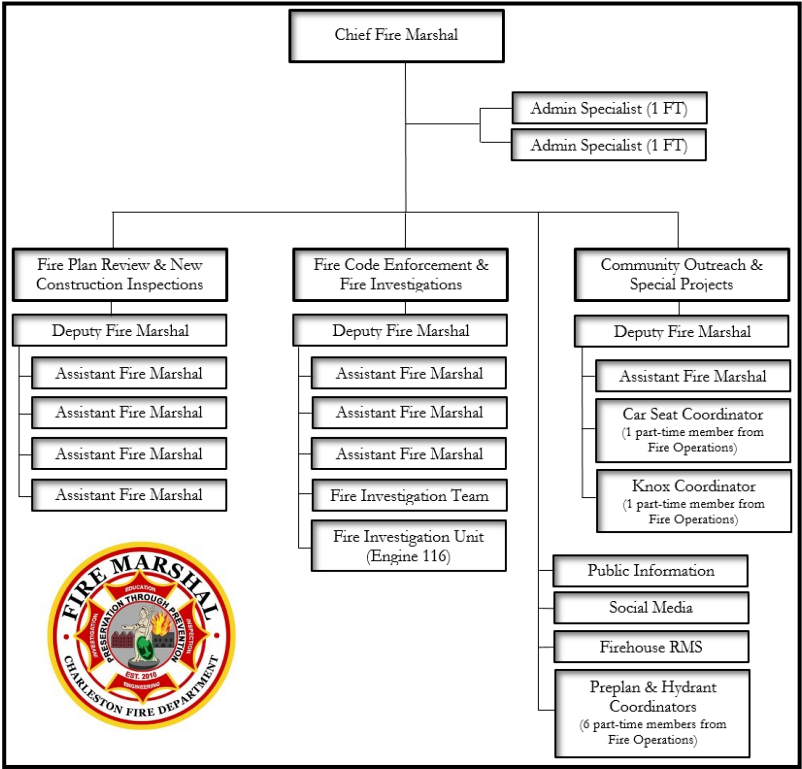 Chief Fire Marshal
Admin Specialist (1 FT)
Admin Specialist (1 FT)
Fire Plan Review & New
Construction Inspections
Deputy Fire Marshal
Assistant Fire Marshal
Assistant Fire Marshal
Assistant Fire Marshal
Assistant Fire Marshal
Fire Code Enforcement &
Fire Investigations
Deputy Fire Marshal
Assistant Fire Marshal
Assistant Fire Marshal
Assistant Fire Marshal
Fire Investigation Team
Fire Investigation Unit
(Engine 116)
Community Outreach &
Special Projects
Deputy Fire Marshal
Assistant Fire Marshal
Car Seat Coordinator
(1 part-time member from
Fire Operations)
Knox Coordinator
(1 part-time member from
Fire Operations)
Public Information
Social Media
Firehouse RMS
Preplan & Hydrant
Coordinators
(6 part-time members from
Fire Operations)
FIRE MARSHAL
EDUCATION
PRESERVATION THROUGH PREVENTION
INVESTIGATION
INSPECTION
EST. 2010
ENGINEERING
CHARLESTON FIRE DEPARTMENT